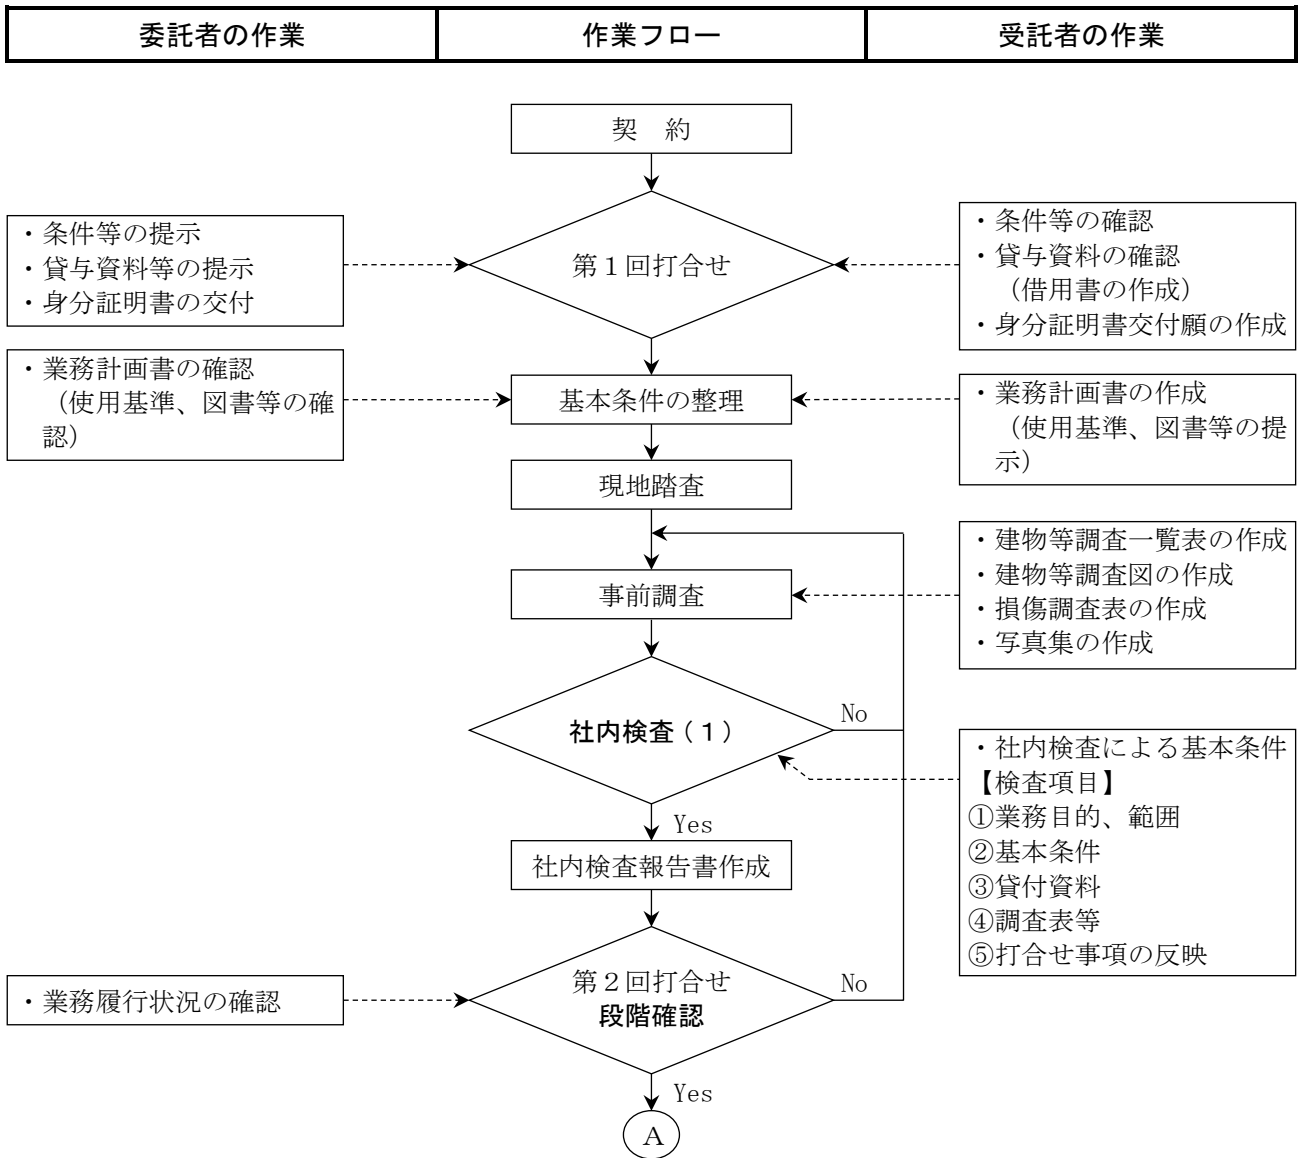 委託者の作業
作業フロー
受託者の作業
契　約
・条件等の提示
・貸与資料等の提示
・身分証明書の交付
第１回打合せ
・条件等の確認
・貸与資料の確認
（借用書の作成）
・身分証明書交付願の作成
・業務計画書の確認
（使用基準、図書等の確
認）
基本条件の整理
・業務計画書の作成
（使用基準、図書等の提
示）
現地踏査
事前調査
・建物等調査一覧表の作成
・建物等調査図の作成
・損傷調査表の作成
・写真集の作成
社内検査（１）
No
Yes
・社内検査による基本条件
【検査項目】
①業務目的、範囲
②基本条件
③貸付資料
④調査表等
⑤打合せ事項の反映
社内検査報告書作成
・業務履行状況の確認
第２回打合せ
段階確認
No
Yes
A